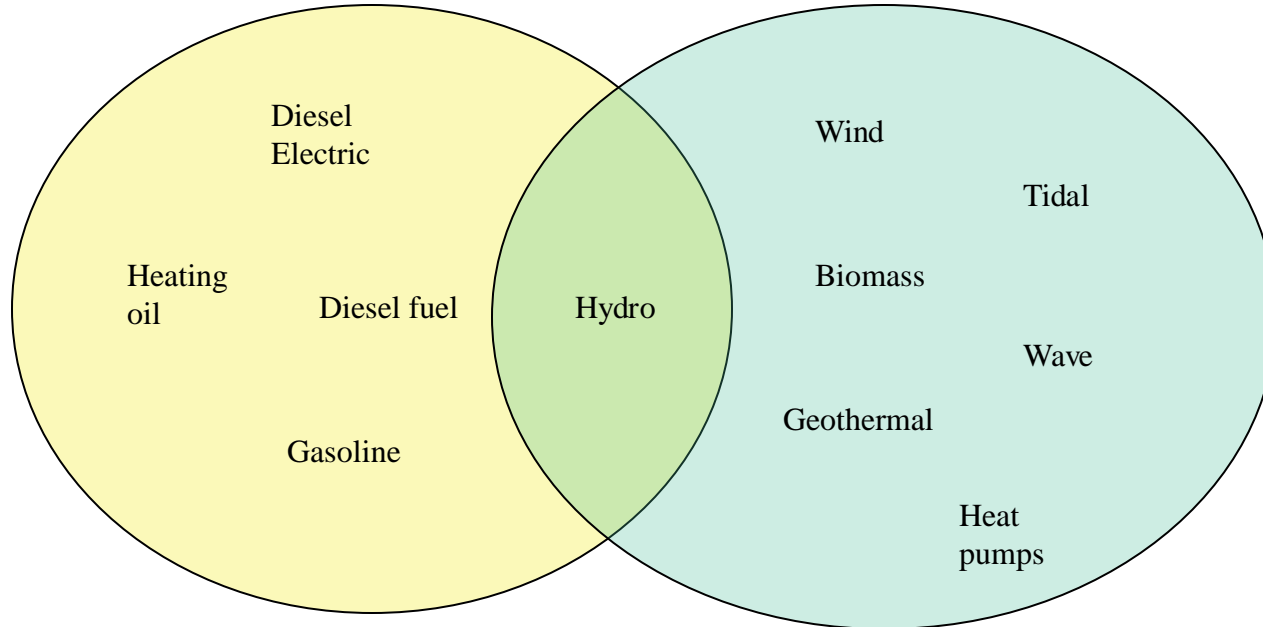 Diesel
Electric
Heating
oil
Diesel fuel
Gasoline
Hydro
Wind
Tidal
Biomass
Wave
Geothermal
Heat
pumps